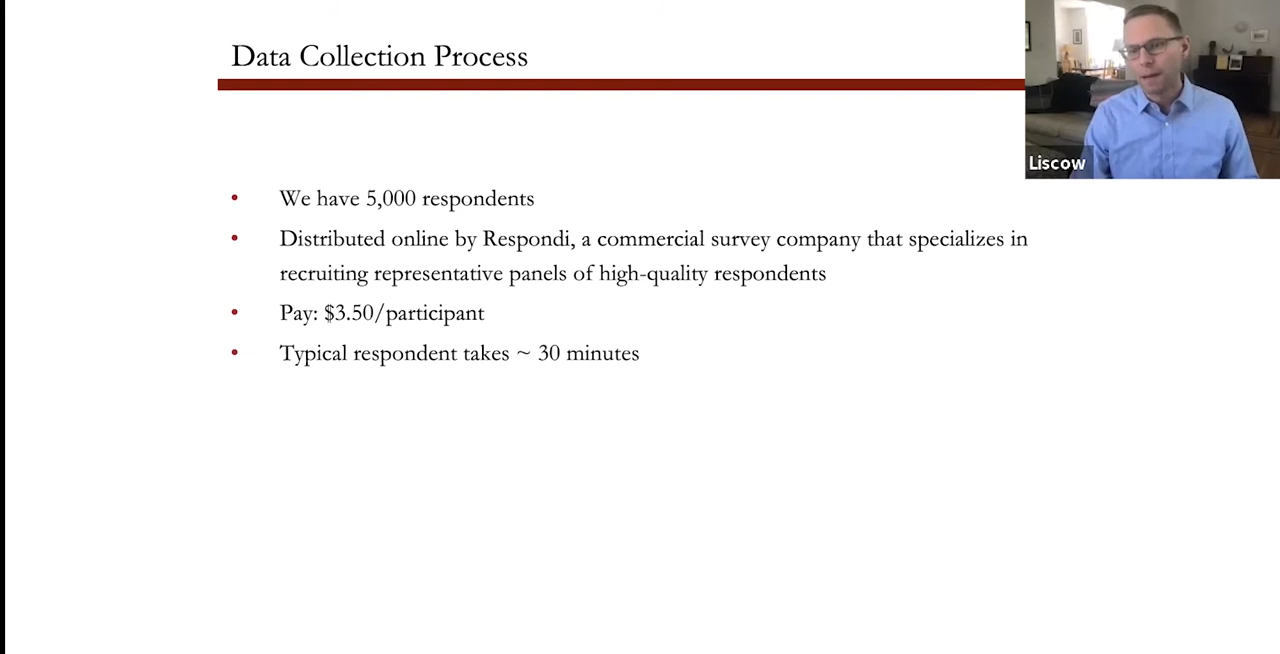 Data Collection Process
Liscow
• We have 5,000 respondents
• Distributed online by Respondi, a commercial survey company that specializes in
recruiting representative panels of high-quality respondents
• Pay: $3.50/participant
• Typical respondent takes ~ 30 minutes